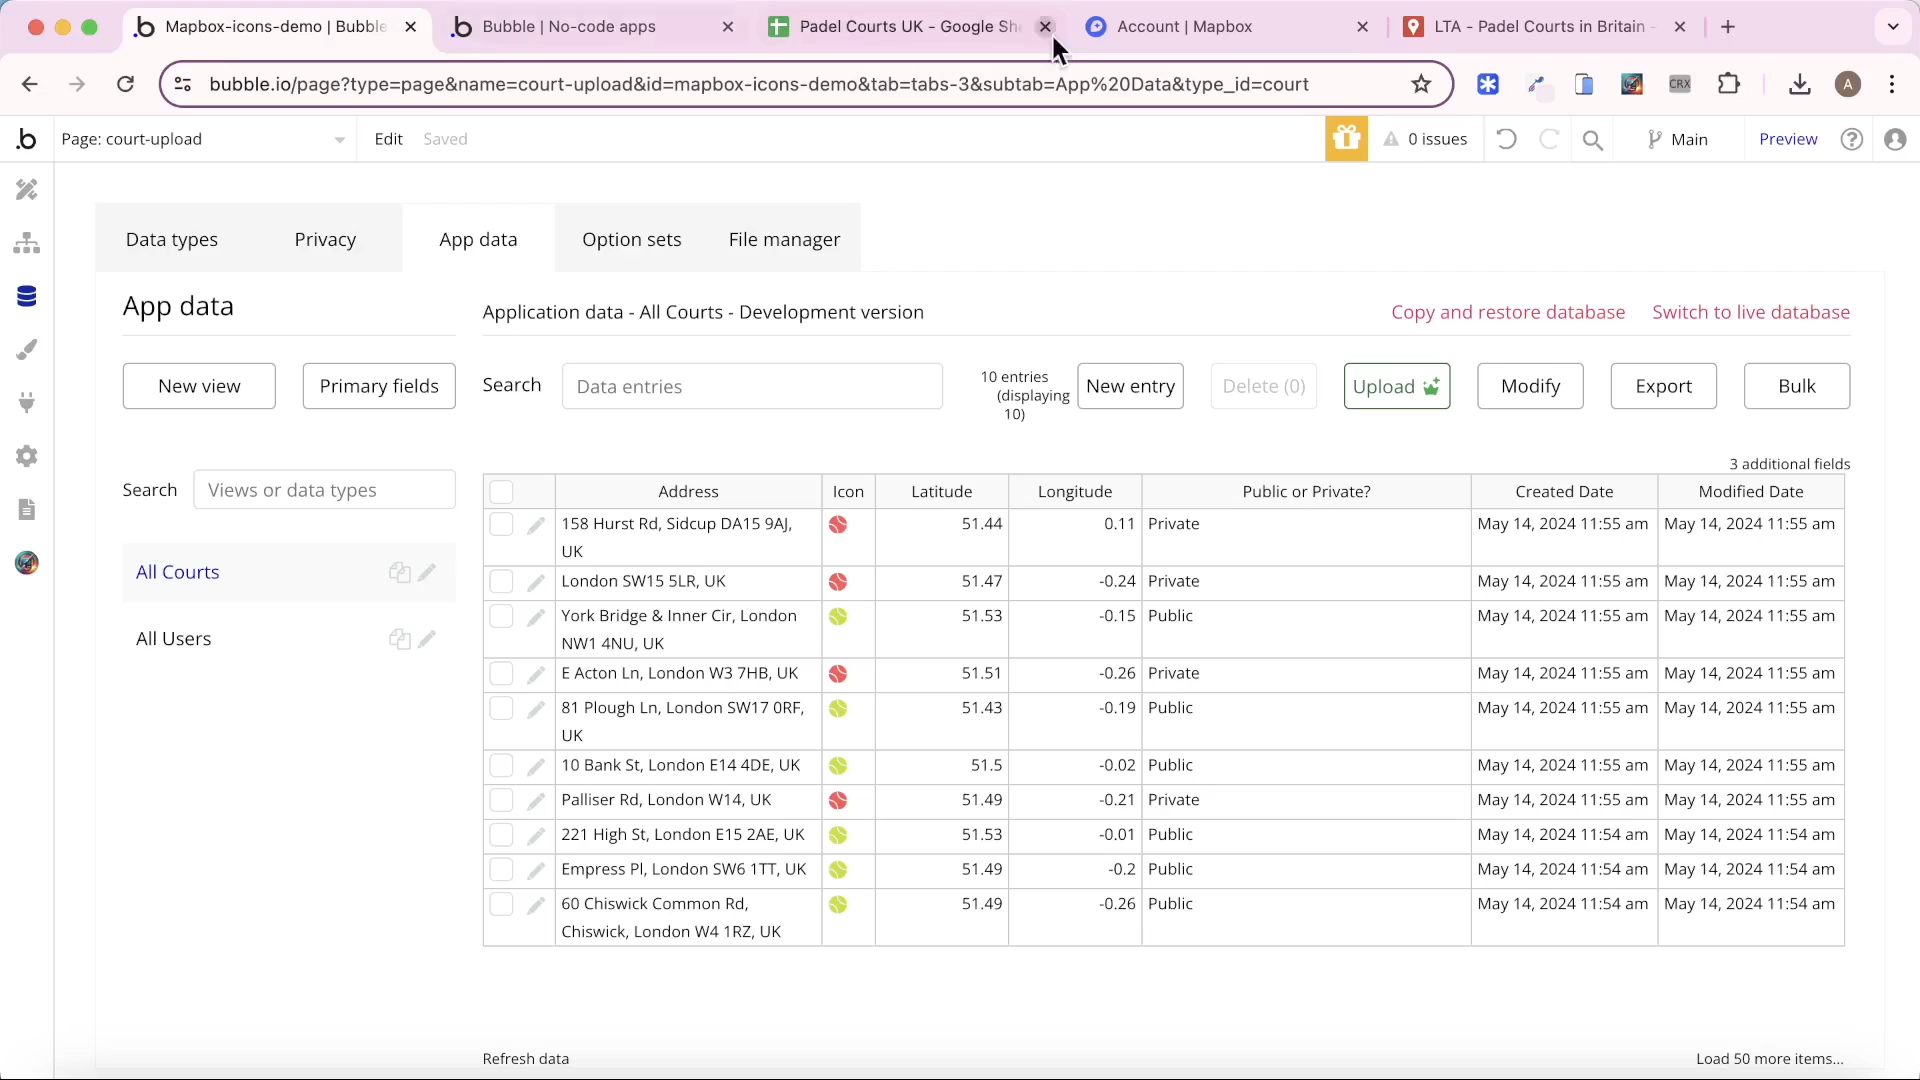 Mapbox-icons-demo | Bubble
Bubble | No-code apps
Padel Courts UK - Google She
Account | Mapbox
LTA - Padel Courts in Britain -
bubble.io/page?type=page&name=court-upload&id=mapbox-icons-demo&tab=tabs-3&subtab=App%20Data&type_id=court
CRX
A
b
Page: court-upload
Edit
Saved
0 issues
Main
Preview
Data types
Privacy
App data
Option sets
File manager
App data
Application data - All Courts - Development version
Copy and restore database
Switch to live database
New view
Primary fields
Search
Data entries
10 entries
(displaying
10)
New entry
Delete (0)
Upload
Modify
Export
Bulk
3 additional fields
Search
Views or data types
All Courts
All Users
Address Icon Latitude Longitude Public or Private? Created Date Modified Date
158 Hurst Rd, Sidcup DA15 9AJ, 51.44 0.11 Private May 14, 2024 11:55 am May 14, 2024 11:55 am
UK
London SW15 5LR, UK 51.47 -0.24 Private May 14, 2024 11:55 am May 14, 2024 11:55 am
York Bridge & Inner Cir, London 51.53 -0.15 Public May 14, 2024 11:55 am May 14, 2024 11:55 am
NW1 4NU, UK
E Acton Ln, London W3 7HB, UK 51.51 -0.26 Private May 14, 2024 11:55 am May 14, 2024 11:55 am
81 Plough Ln, London SW17 0RF, 51.43 -0.19 Public May 14, 2024 11:55 am May 14, 2024 11:55 am
UK
10 Bank St, London E14 4DE, UK 51.5 -0.02 Public May 14, 2024 11:55 am May 14, 2024 11:55 am
Palliser Rd, London W14, UK 51.49 -0.21 Private May 14, 2024 11:55 am May 14, 2024 11:55 am
221 High St, London E15 2AE, UK 51.53 -0.01 Public May 14, 2024 11:54 am May 14, 2024 11:54 am
Empress Pl, London SW6 1TT, UK 51.49 -0.2 Public May 14, 2024 11:54 am May 14, 2024 11:54 am
60 Chiswick Common Rd, 51.49 -0.26 Public May 14, 2024 11:54 am May 14, 2024 11:54 am
Chiswick, London W4 1RZ, UK
Refresh data
Load 50 more items...